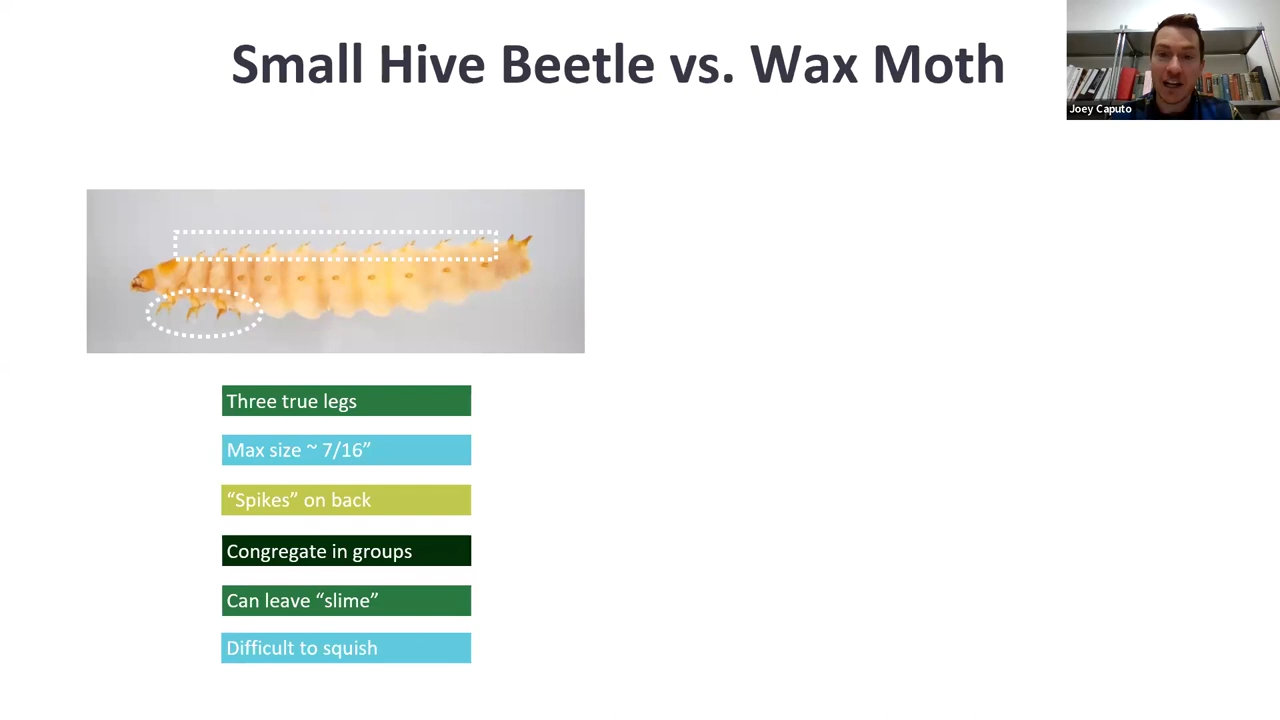 Small Hive Beetle vs. Wax Moth
Joey Caputo
Three true legs
Max size ~ 7/16”
“Spikes” on back
Congregate in groups
Can leave “slime”
Difficult to squish